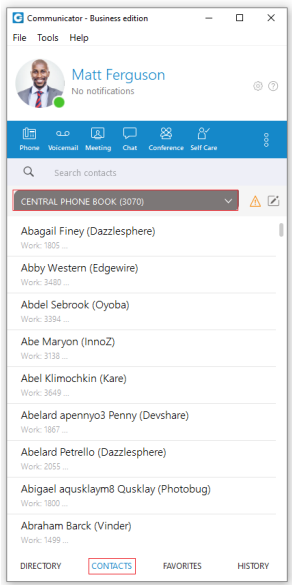 Communicator - Business edition
File Tools Help
Matt Ferguson
No notifications
Phone Voicemail Meeting Chat Conference Self Care
Search contacts
CENTRAL PHONE BOOK (3070)
Abagail Finey (Dazzlesphere)
Work: 1805 ...
Abby Western (Edgewire)
Work: 3480 ...
Abdel Sebrook (Oyoba)
Work: 3394 ...
Abe Maryon (InnoZ)
Work: 3138 ...
Abel Klimochkin (Kare)
Work: 3649 ...
Abelard apennyo3 Penny (Devshare)
Work: 1867 ...
Abelard Petrello (Dazzlesphere)
Work: 2055 ...
Abigael aqusklaym8 Qusklay (Photobug)
Work: 1800 ...
Abraham Barck (Vinder)
Work: 1499 ...
DIRECTORY CONTACTS FAVORITES HISTORY